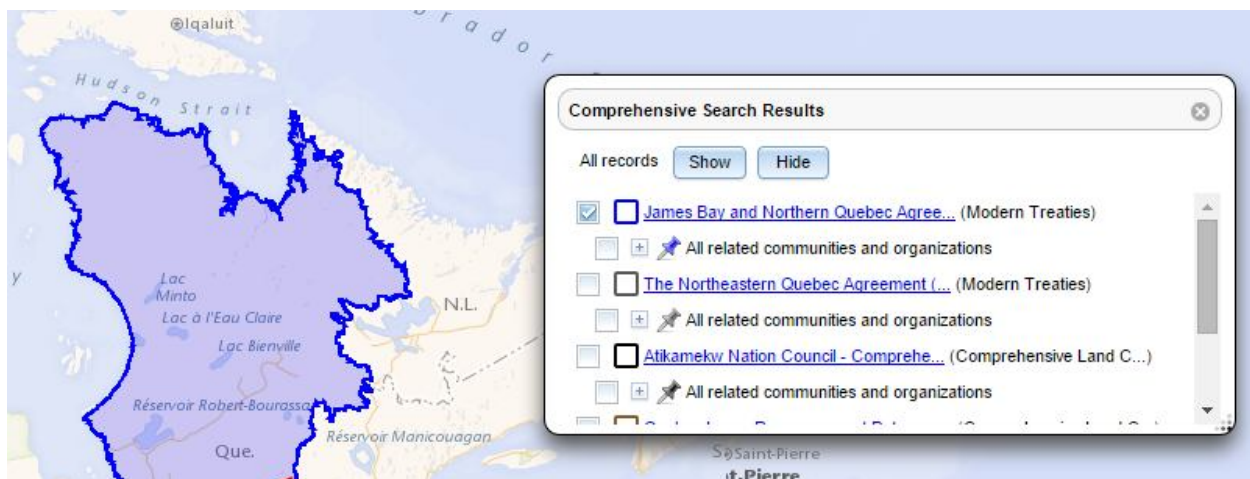 Iqaluit
rador
Hudson Strait
Comprehensive Search Results
All records Show Hide
James Bay and Northern Quebec Agree... (Modern Treaties)
All related communities and organizations
The Northeastern Quebec Agreement (... (Modern Treaties)
All related communities and organizations
Atikamekw Nation Council - Comprehe... (Comprehensive Land C...)
All related communities and organizations
y
Lac
Minto
Lac à l'Eau Claire
Lac Bienville
N.L.
Réservoir Robert-Bourassa
Réservoir Manicouagan
Que.
Saint-Pierre
t.Pierre